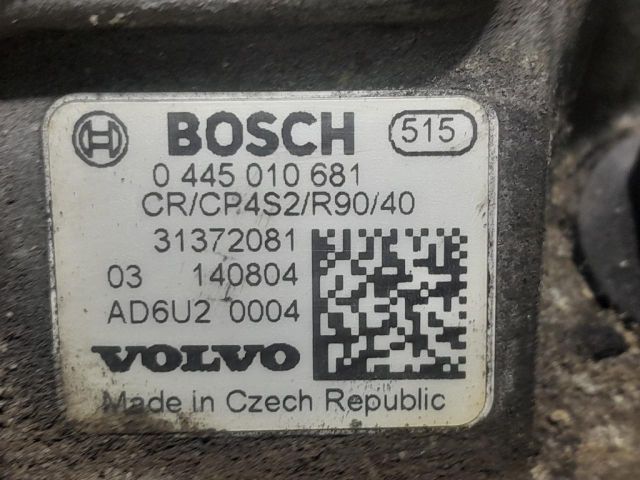 BOSCH 515
0 445 010 681
CR/CP4S2/R90/40
31372081
03 140804
AD6U2 0004
VOLVO
Made in Czech Republic